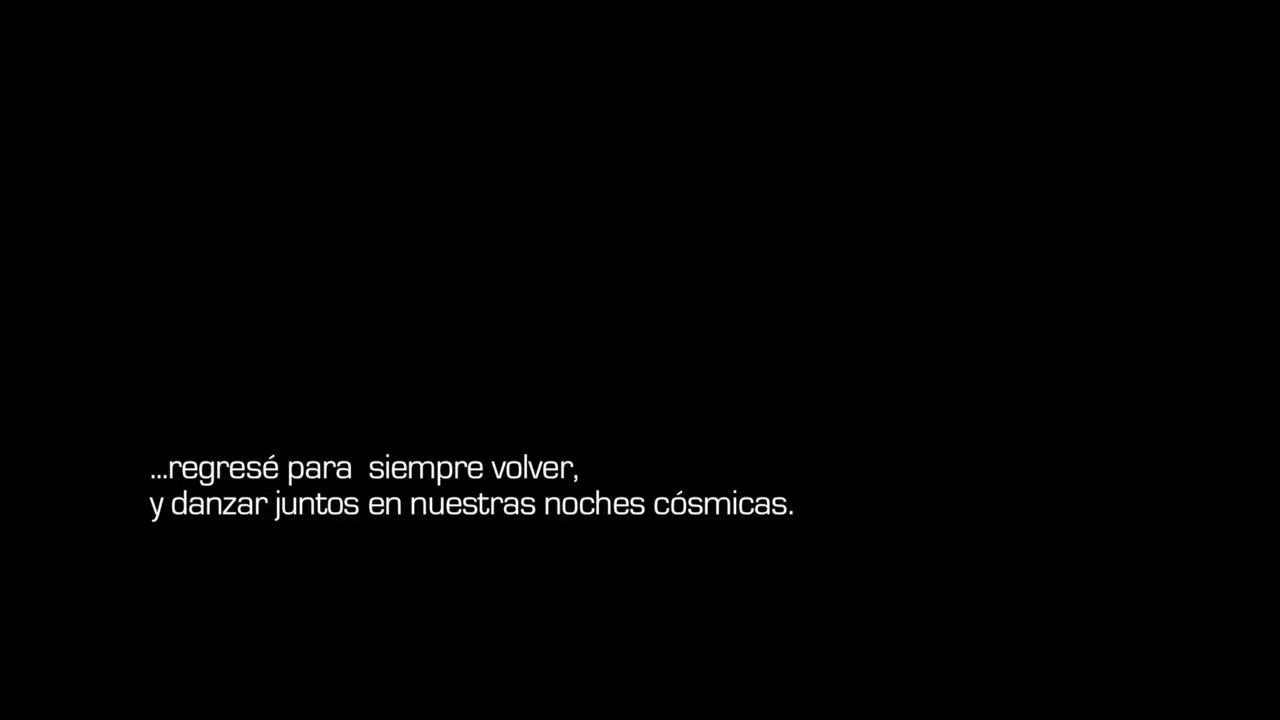 ...regresé para  siempre volver,
y danzar juntos en nuestras noches cósmicas.